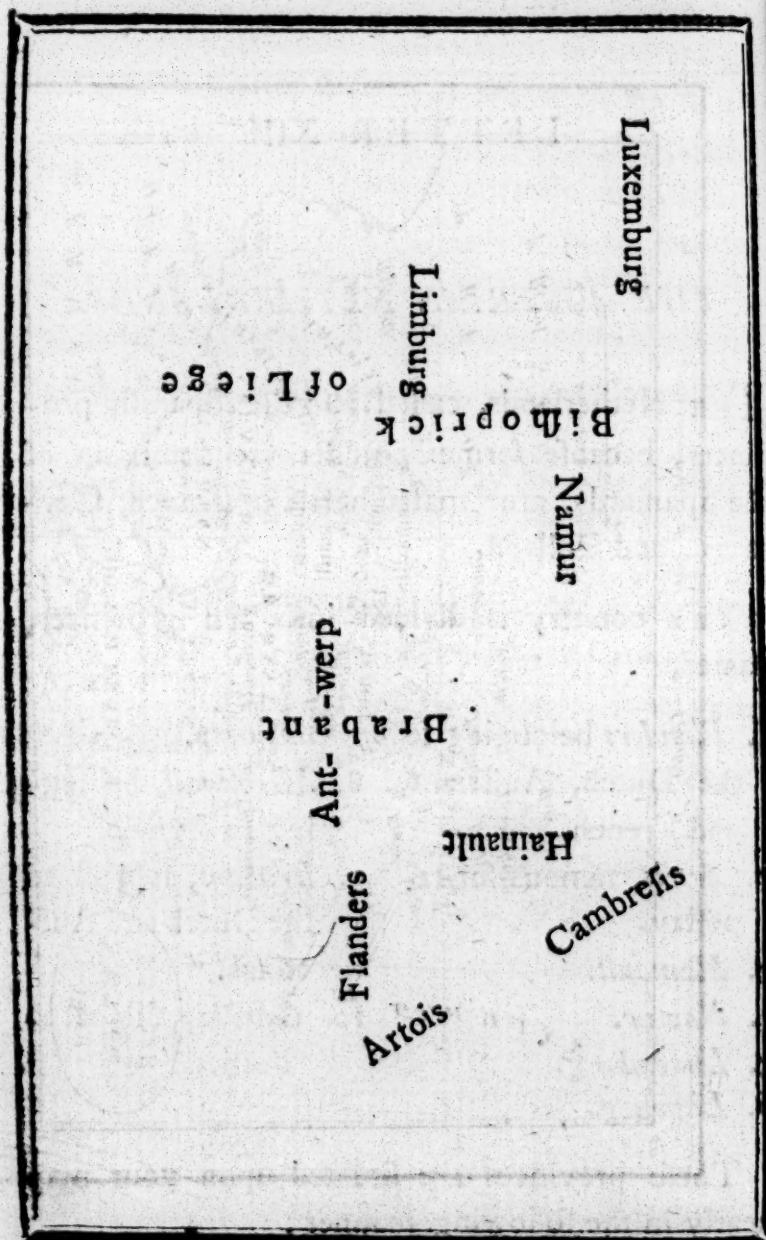 Luxemburg
Limburg
Biſhoprick
of Liege
Namur
Ant- -werp
Brabant
Hainault
Flanders
Cambreſis
Artois